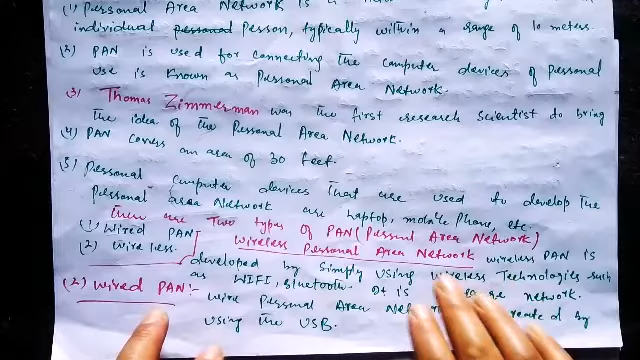 (1) Personal Area Network is a
individual personal Person, typically within a range of 10 meters.
(2) PAN is used for connecting the computer devices of personal
use is known as Personal Area Network.
(3) Thomas Zimmerman was the first research scientist to bring
the idea of the Personal Area Network.
(4) PAN covers an area of 30 feet.
(5) Personal Computer devices that are used to develop the
Personal area Network are laptop, mobile phone, etc.
There are Two types of PAN (Personal Area Network)
(1) Wired PAN
(2) Wireless.
Wireless Personal Area Network wireless PAN is
developed by simply using wireless Technologies such
as WIFI, Bluetooth. It is network.
(2) Wired PAN:-
wire Personal Area by
using the USB.